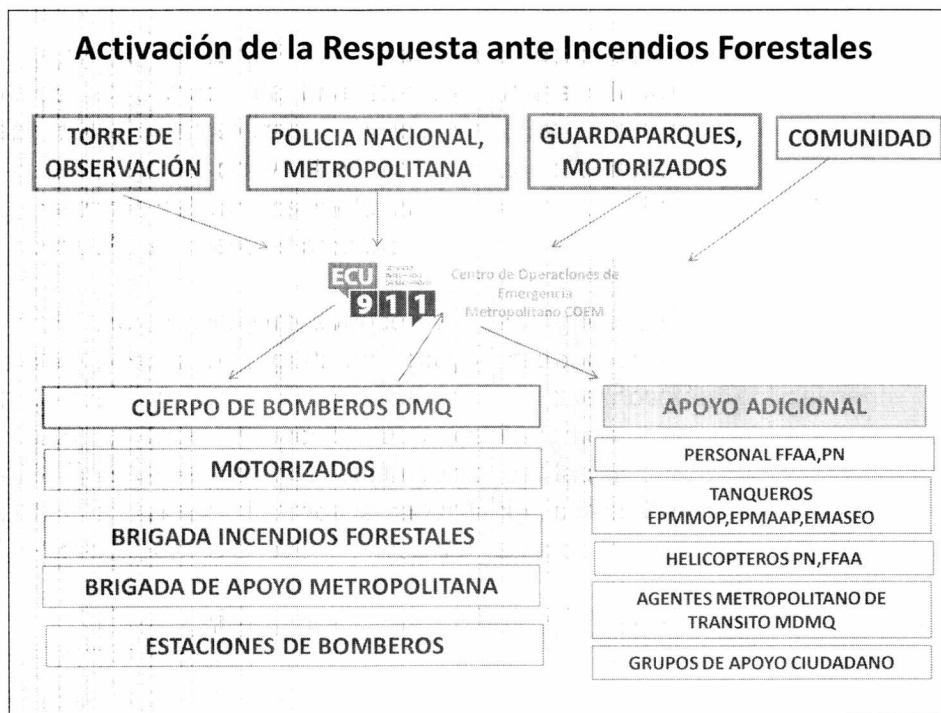 Activación de la Respuesta ante Incendios Forestales
TORRE DE
OBSERVACIÓN
POLICIA NACIONAL,
METROPOLITANA
GUARDAPARQUES,
MOTORIZADOS
COMUNIDAD
ECU
911
Centro de Operaciones de
Emergencia
Metropolitano COEM
CUERPO DE BOMBEROS DMQ
MOTORIZADOS
BRIGADA INCENDIOS FORESTALES
BRIGADA DE APOYO METROPOLITANA
ESTACIONES DE BOMBEROS
APOYO ADICIONAL
PERSONAL FFAA,PN
TANQUEROS
EPMMOP,EPMAAP,EMASEO
HELICOPTEROS PN,FFAA
AGENTES METROPOLITANO DE
TRANSITO MDMQ
GRUPOS DE APOYO CIUDADANO